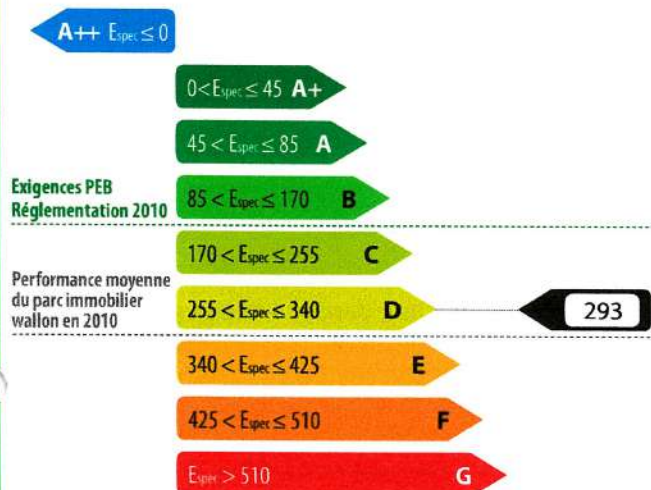 A++ Espec ≤ 0
0 < Espec ≤ 45 A+
45 < Espec ≤ 85 A
Exigences PEB
Réglementation 2010
85 < Espec ≤ 170 B
170 < Espec ≤ 255 C
Performance moyenne
du parc immobilier
wallon en 2010
255 < Espec ≤ 340 D
293
340 < Espec ≤ 425 E
425 < Espec ≤ 510 F
Espec > 510 G